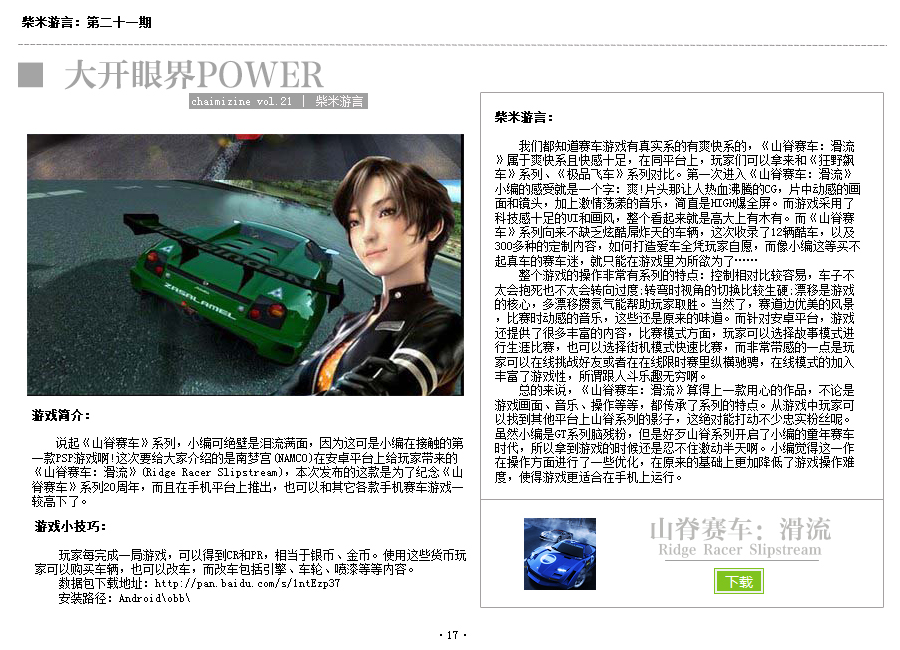 柴米游言：第二十一期
大开眼界POWER
chaimizine vol.21 | 柴米游言
ZASALAMEL
游戏简介：
说起《山脊赛车》系列，小编可绝壁是泪流满面，因为这可是小编在接触的第
一款PSP游戏啊!这次要给大家介绍的是南梦宫(NAMCO)在安卓平台上给玩家带来的
《山脊赛车：滑流》(Ridge Racer Slipstream)，本次发布的这款是为了纪念《山
脊赛车》系列20周年，而且在手机平台上推出，也可以和其它各款手机赛车游戏一
较高下了。
游戏小技巧：
玩家每完成一局游戏，可以得到CR和PR，相当于银币、金币。使用这些货币玩
家可以购买车辆，也可以改车，而改车包括引擎、车轮、喷漆等等内容。
数据包下载地址：http://pan.baidu.com/s/1ntEzp37
安装路径：Android\obb\
柴米游言：
我们都知道赛车游戏有真实系的有爽快系的，《山脊赛车：滑流
》属于爽快系且快感十足，在同平台上，玩家们可以拿来和《狂野飙
车》系列、《极品飞车》系列对比。第一次进入《山脊赛车：滑流》
小编的感受就是一个字：爽!片头那让人热血沸腾的CG，片中动感的画
面和镜头，加上激情荡漾的音乐，简直是HIGH爆全屏。而游戏采用了
科技感十足的UI和画风，整个看起来就是高大上有木有。而《山脊赛
车》系列向来不缺乏炫酷屌炸天的车辆，这次收录了12辆酷车，以及
300多种的定制内容，如何打造爱车全凭玩家自愿，而像小编这等买不
起真车的赛车迷，就只能在游戏里为所欲为了……
整个游戏的操作非常有系列的特点：控制相对比较容易，车子不
太会抱死也不太会转向过度;转弯时视角的切换比较生硬;漂移是游戏
的核心，多漂移攒氮气能帮助玩家取胜。当然了，赛道边优美的风景
，比赛时动感的音乐，这些还是原来的味道。而针对安卓平台，游戏
还提供了很多丰富的内容，比赛模式方面，玩家可以选择故事模式进
行生涯比赛，也可以选择街机模式快速比赛，而非常带感的一点是玩
家可以在线挑战好友或者在在线限时赛里纵横驰骋，在线模式的加入
丰富了游戏性，所谓跟人斗乐趣无穷啊。
总的来说，《山脊赛车：滑流》算得上一款用心的作品，不论是
游戏画面、音乐、操作等等，都传承了系列的特点。从游戏中玩家可
以找到其他平台上山脊系列的影子，这绝对能打动不少忠实粉丝呢。
虽然小编是GT系列脑残粉，但是好歹山脊系列开启了小编的童年赛车
时代，所以拿到游戏的时候还是忍不住激动半天啊。小编觉得这一作
在操作方面进行了一些优化，在原来的基础上更加降低了游戏操作难
度，使得游戏更适合在手机上运行。
山脊赛车：滑流
Ridge Racer Slipstream
下载
· 17 ·